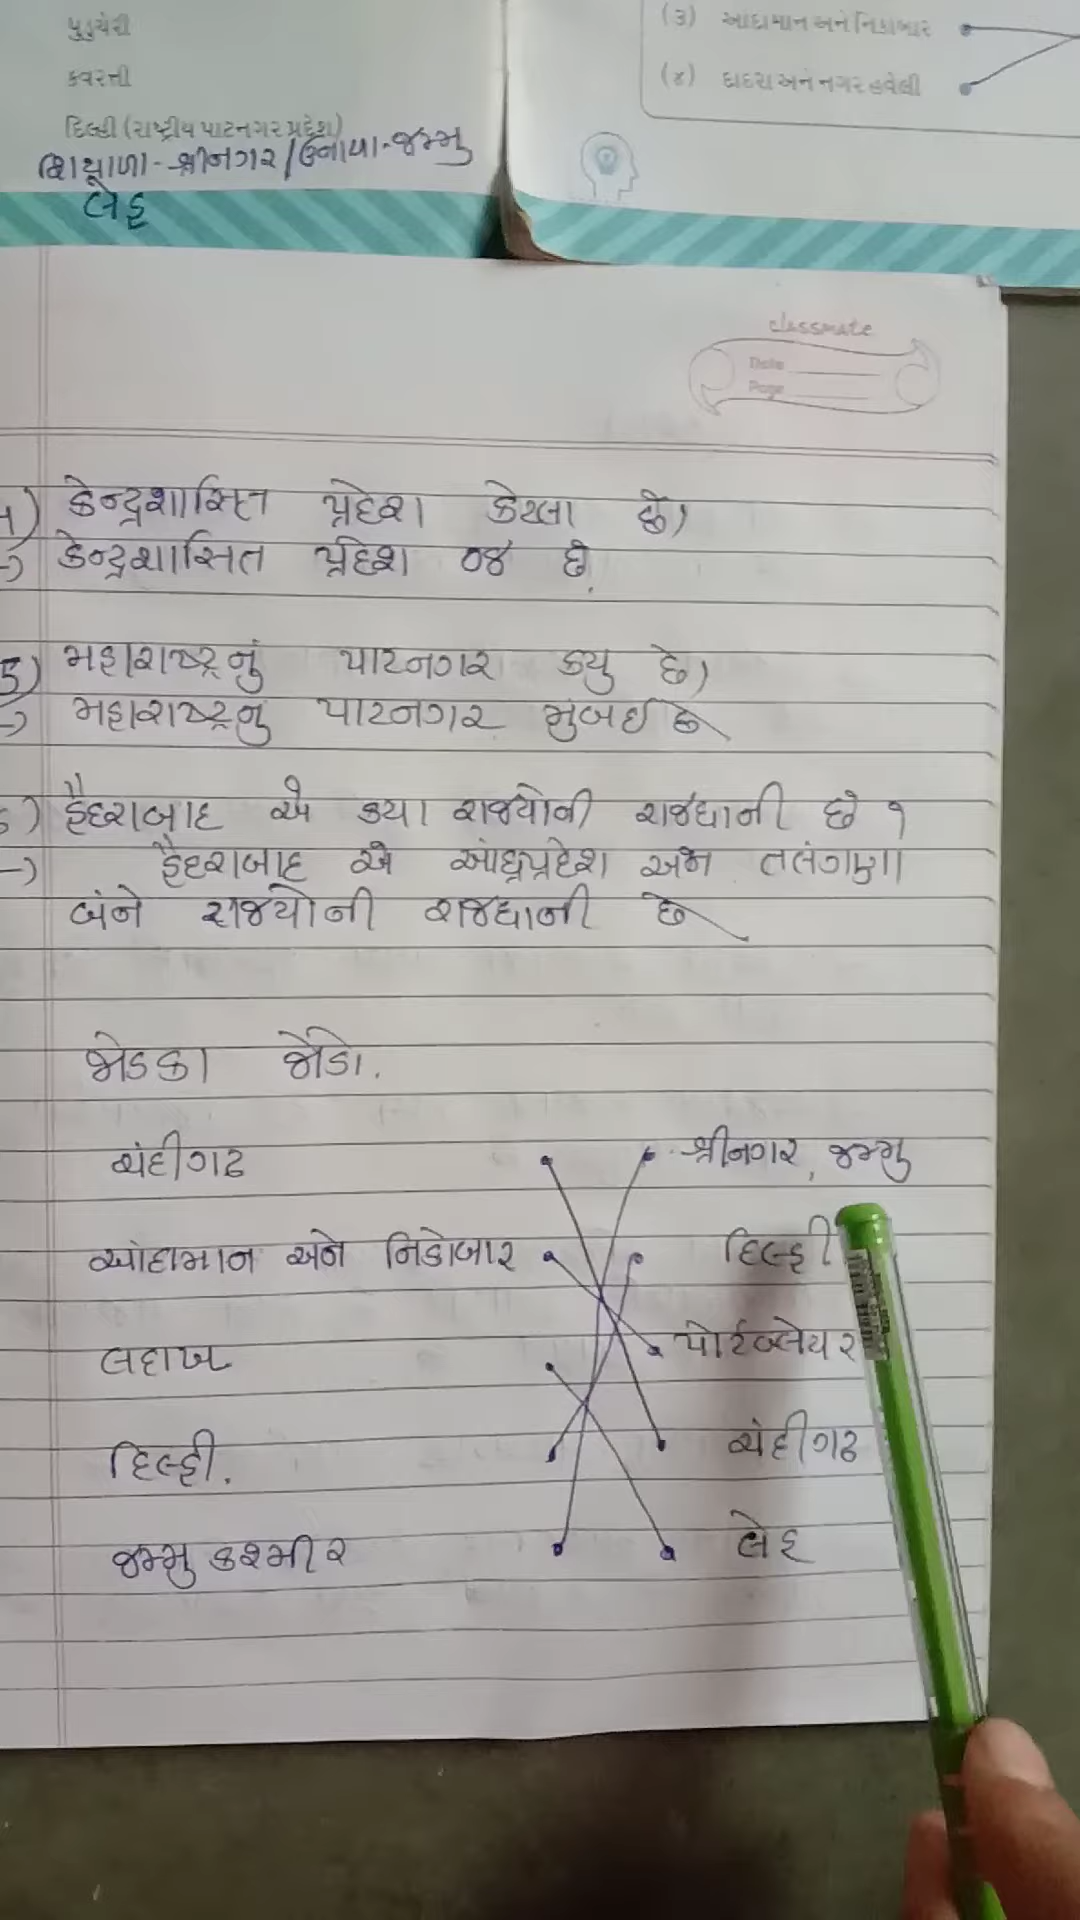 પુડુચેરી
કવરત્તી
દિલ્હી (રાષ્ટ્રીય પાટનગર પ્રદેશ)
શિયાળા-શ્રીનગર/ઉનાળા-જમ્મુ
લેહ
(૩) આંદામાન અને નિકોબાર
(૪) દાદરા અને નગર હવેલી
classmate
Date
Page
કેન્દ્રશાસિત પ્રદેશ કેટલા છે?
કેન્દ્રશાસિત પ્રદેશ ૦૪ છે.
5) મહારાષ્ટ્રનું પાટનગર કયુ છે?
→ મહારાષ્ટ્રનું પાટનગર મુંબઈ છે
6) હૈદરાબાદ એ કયા રાજ્યોની રાજધાની છે ?
→ હૈદરાબાદ એ આંધ્રપ્રદેશ અને તેલંગાણા
બંને રાજ્યોની રાજધાની છે
જોડકા જોડો.
ચંદીગઢ
શ્રીનગર, જમ્મુ
આંદામાન અને નિકોબાર
દિલ્હી
લદાખ
પોર્ટબ્લેયર
દિલ્હી.
ચંદીગઢ
જમ્મુ કશ્મીર
લેહ